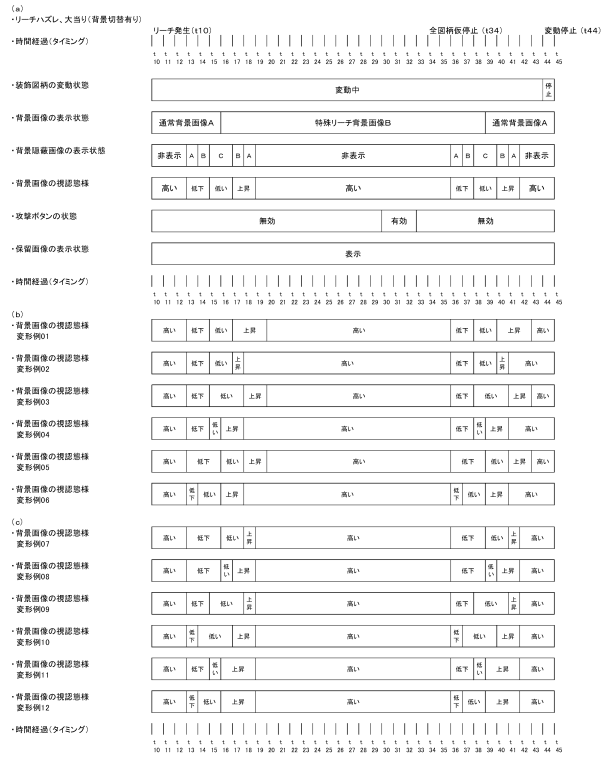 (a)
・リーチハズレ、大当り(背景切替有り)
リーチ発生(t10) 全図柄仮停止 (t34) 変動停止 (t44)
・時間経過(タイミング)
t t t t t t t t t t t t t t t t t t t t t t t t t t t t t t t t t t t t
10 11 12 13 14 15 16 17 18 19 20 21 22 23 24 25 26 27 28 29 30 31 32 33 34 35 36 37 38 39 40 41 42 43 44 45
・装飾図柄の変動状態 変動中 停止
・背景画像の表示状態 通常背景画像A 特殊リーチ背景画像B 通常背景画像A
・背景隠蔽画像の表示状態 非表示 A B C B A 非表示 A B C B A 非表示
・背景画像の視認態様 高い 低下 低い 上昇 高い 低下 低い 上昇 高い
・攻撃ボタンの状態 無効 有効 無効
・保留画像の表示状態 表示
・時間経過(タイミング)
t t t t t t t t t t t t t t t t t t t t t t t t t t t t t t t t t t t t
10 11 12 13 14 15 16 17 18 19 20 21 22 23 24 25 26 27 28 29 30 31 32 33 34 35 36 37 38 39 40 41 42 43 44 45
(b)
・背景画像の視認態様
変形例01 高い 低下 低い 上昇 高い 低下 低い 上昇 高い
・背景画像の視認態様
変形例02 高い 低下 低い 上昇 高い 低下 低い 上昇 高い
・背景画像の視認態様
変形例03 高い 低下 低い 上昇 高い 低下 低い 上昇 高い
・背景画像の視認態様
変形例04 高い 低下 低い 上昇 高い 低下 低い 上昇 高い
・背景画像の視認態様
変形例05 高い 低下 低い 上昇 高い 低下 低い 上昇 高い
・背景画像の視認態様
変形例06 高い 低下 低い 上昇 高い 低下 低い 上昇 高い
(c)
・背景画像の視認態様
変形例07 高い 低下 低い 上昇 高い 低下 低い 上昇 高い
・背景画像の視認態様
変形例08 高い 低下 低い 上昇 高い 低下 低い 上昇 高い
・背景画像の視認態様
変形例09 高い 低下 低い 上昇 高い 低下 低い 上昇 高い
・背景画像の視認態様
変形例10 高い 低下 低い 上昇 高い 低下 低い 上昇 高い
・背景画像の視認態様
変形例11 高い 低下 低い 上昇 高い 低下 低い 上昇 高い
・背景画像の視認態様
変形例12 高い 低下 低い 上昇 高い 低下 低い 上昇 高い
・時間経過(タイミング)
t t t t t t t t t t t t t t t t t t t t t t t t t t t t t t t t t t t t
10 11 12 13 14 15 16 17 18 19 20 21 22 23 24 25 26 27 28 29 30 31 32 33 34 35 36 37 38 39 40 41 42 43 44 45